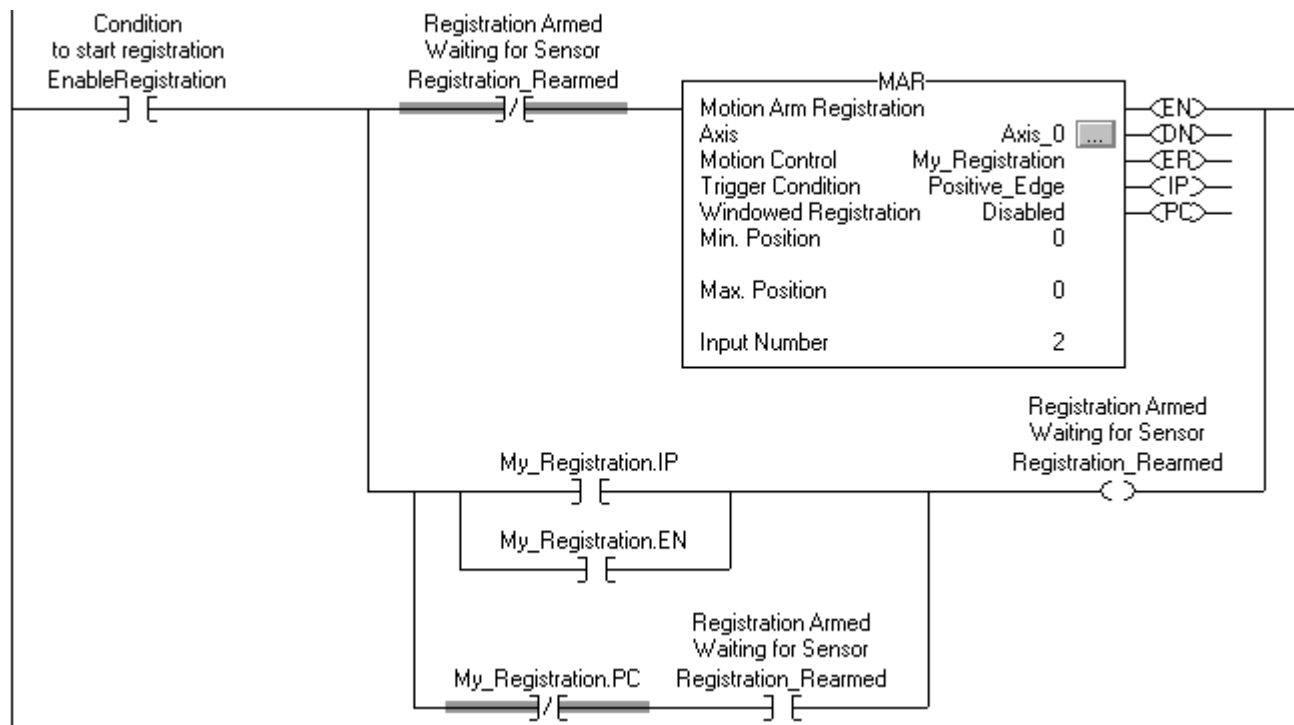 Condition
to start registration
EnableRegistration
Registration Armed
Waiting for Sensor
Registration_Rearmed
MAR
Motion Arm Registration
Axis Axis_0 ...
Motion Control My_Registration
Trigger Condition Positive_Edge
Windowed Registration Disabled
Min. Position 0
Max. Position 0
Input Number 2
EN
DN
ER
IP
PC
Registration Armed
Waiting for Sensor
Registration_Rearmed
My_Registration.IP
My_Registration.EN
Registration Armed
Waiting for Sensor
Registration_Rearmed
My_Registration.PC